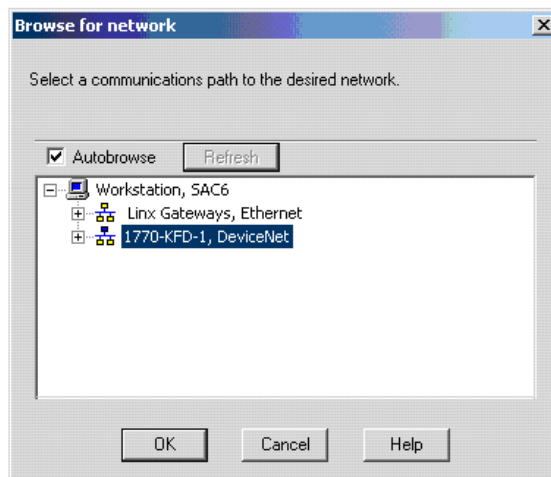 Browse for network
Select a communications path to the desired network.
Autobrowse Refresh
Workstation, SAC6
Linx Gateways, Ethernet
1770-KFD-1, DeviceNet
OK Cancel Help